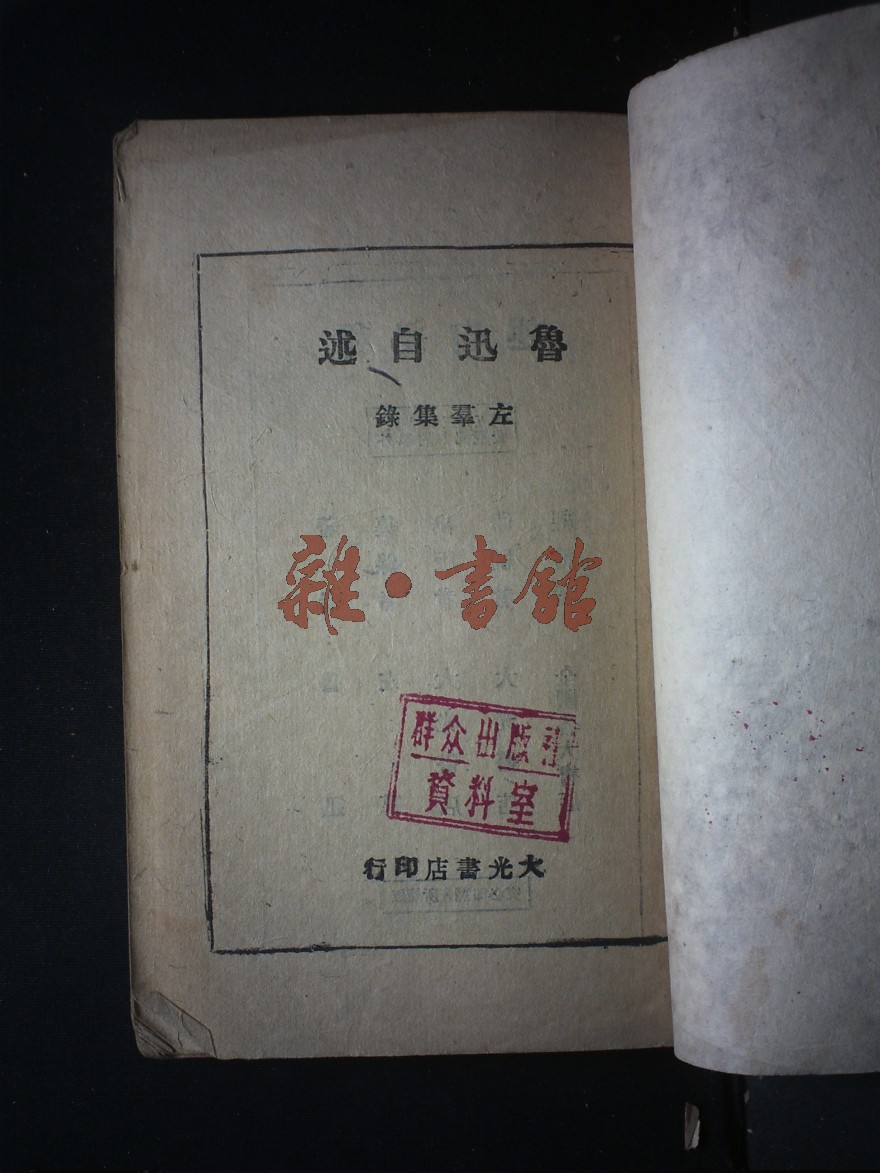 魯迅自述
左羣集錄
雜·書館
群众出版
資料室
大光書店印行